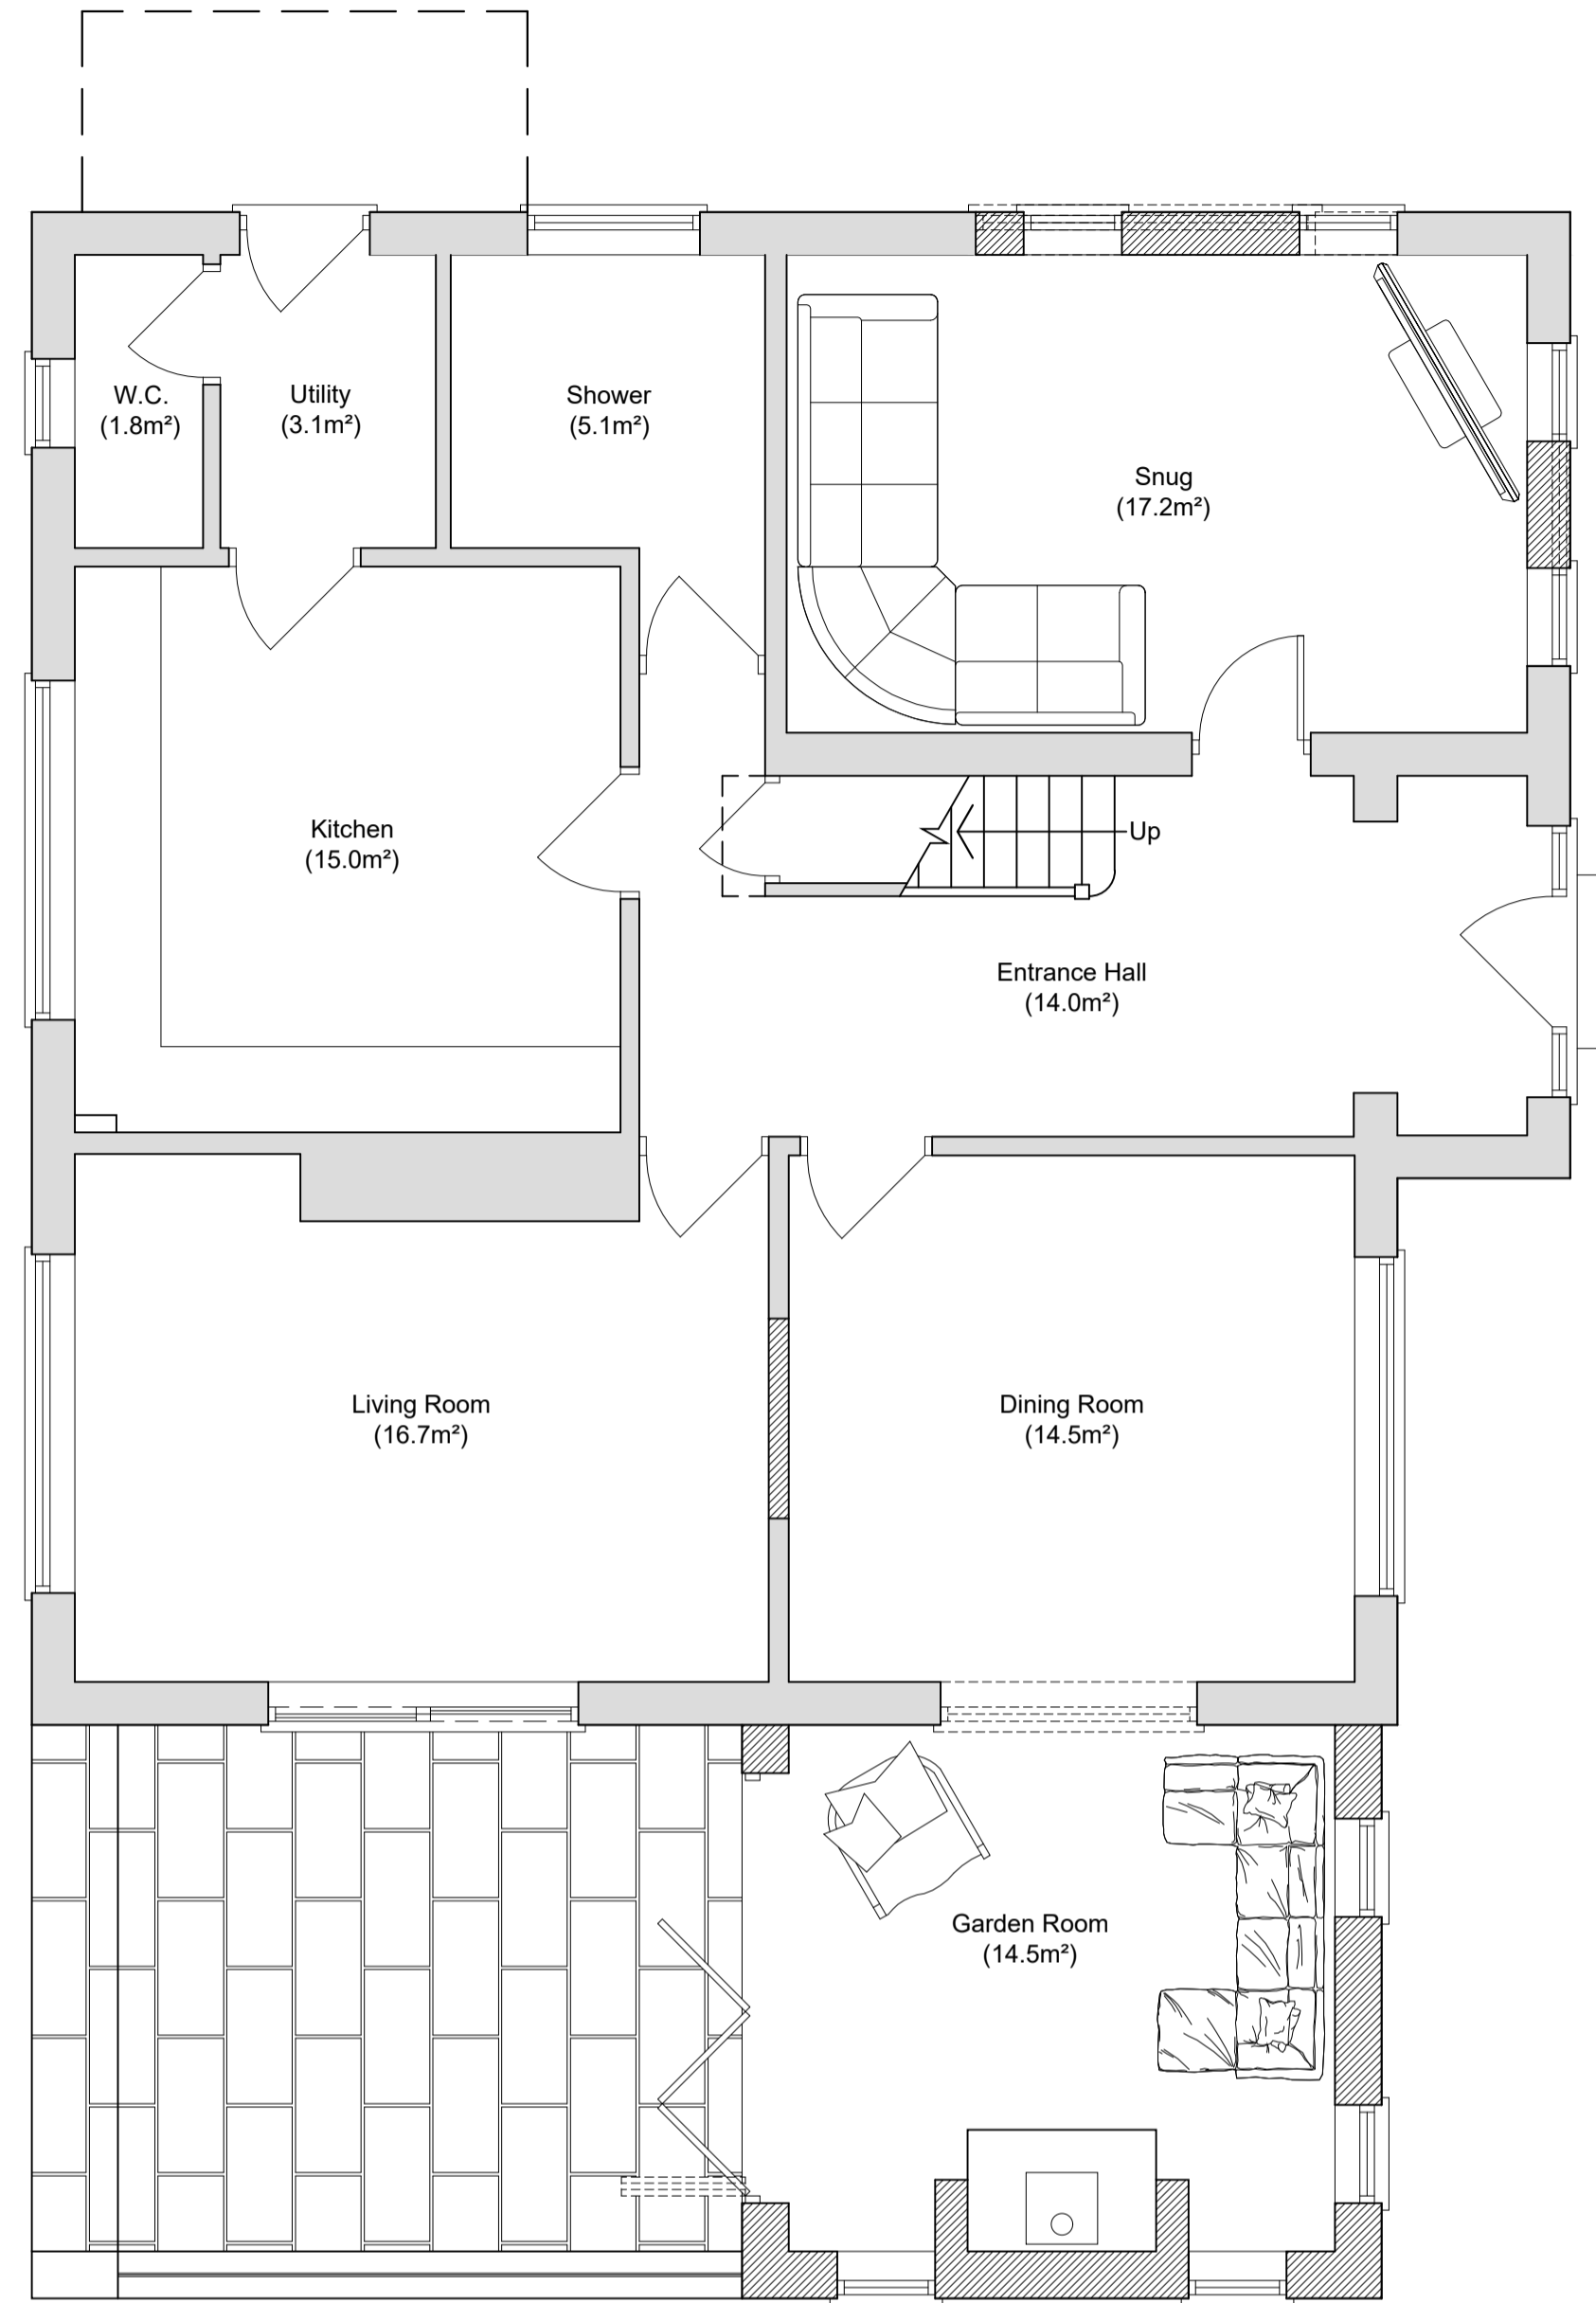 W.C.
(1.8m²)
Utility
(3.1m²)
Shower
(5.1m²)
Snug
(17.2m²)
Kitchen
(15.0m²)
Up
Entrance Hall
(14.0m²)
Living Room
(16.7m²)
Dining Room
(14.5m²)
Garden Room
(14.5m²)